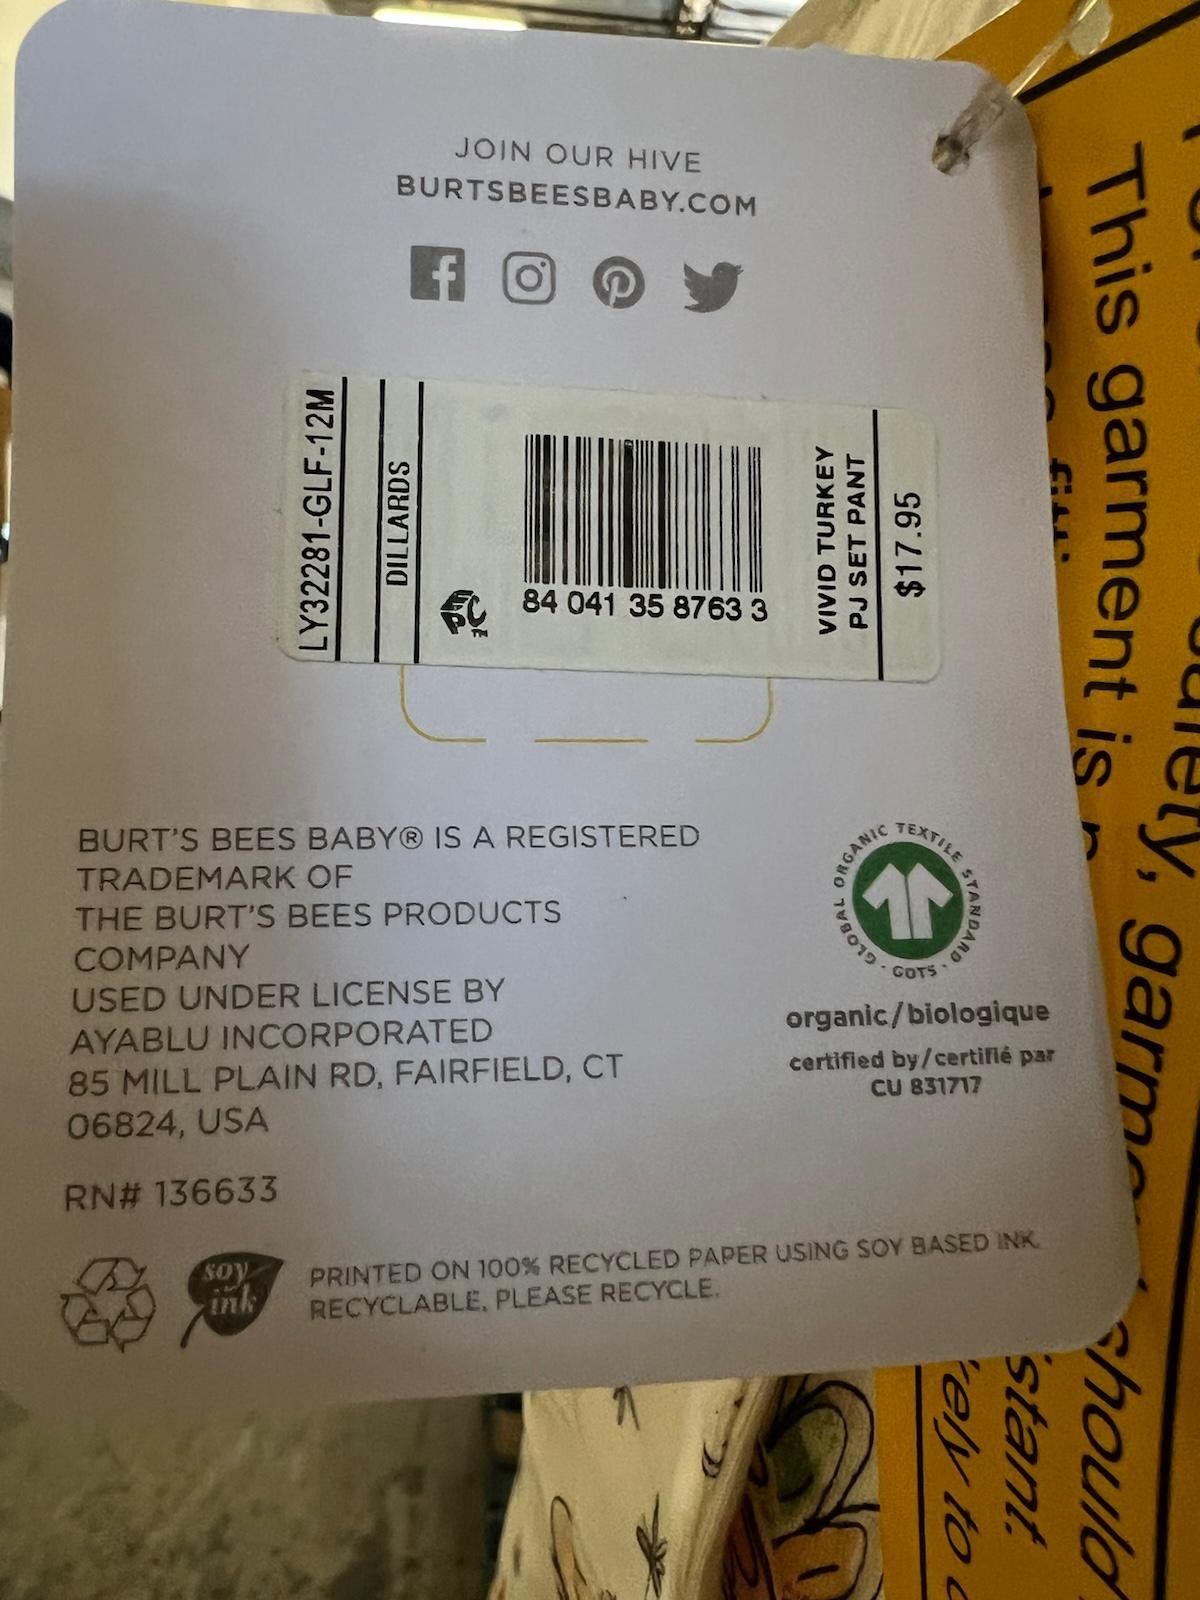 JOIN OUR HIVE
BURTSBEESBABY.COM
LY32281-GLF-12M
DILLARDS
84 041 35 8763 3
VIVID TURKEY
PJ SET PANT
$17.95
BURT'S BEES BABY® IS A REGISTERED
TRADEMARK OF
THE BURT'S BEES PRODUCTS
COMPANY
USED UNDER LICENSE BY
AYABLU INCORPORATED
85 MILL PLAIN RD, FAIRFIELD, CT
06824, USA
RN# 136633
GLOBAL ORGANIC TEXTILE STANDARD · GOTS ·
organic/biologique
certified by/certifié par
CU 831717
soy
ink
PRINTED ON 100% RECYCLED PAPER USING SOY BASED INK.
RECYCLABLE, PLEASE RECYCLE.
garment should
This garment is